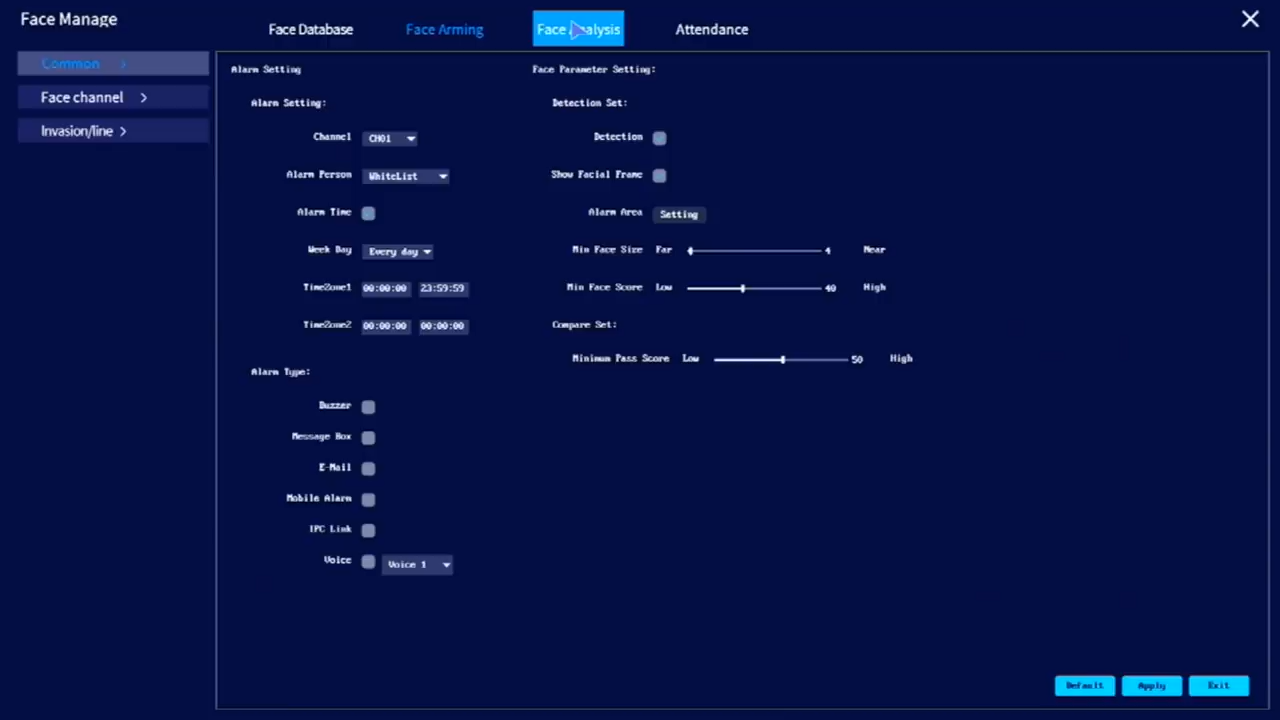 Face Manage
Face Database
Face Arming
Face Analysis
Attendance
Common >
Face channel >
Invasion/line >
Alarm Setting
Alarm Setting:
Channel CH01
Alarm Person WhiteList
Alarm Time
Week Day Every day
TimeZone1 00:00:00 23:59:59
TimeZone2 00:00:00 00:00:00
Alarm Type:
Buzzer
Message Box
E-Mail
Mobile Alarm
IPC Link
Voice Voice 1
Face Parameter Setting:
Detection Set:
Detection
Show Facial Frame
Alarm Area Setting
Min Face Size Far 4 Near
Min Face Score Low 40 High
Compare Set:
Minimum Pass Score Low 50 High
Default Apply Exit